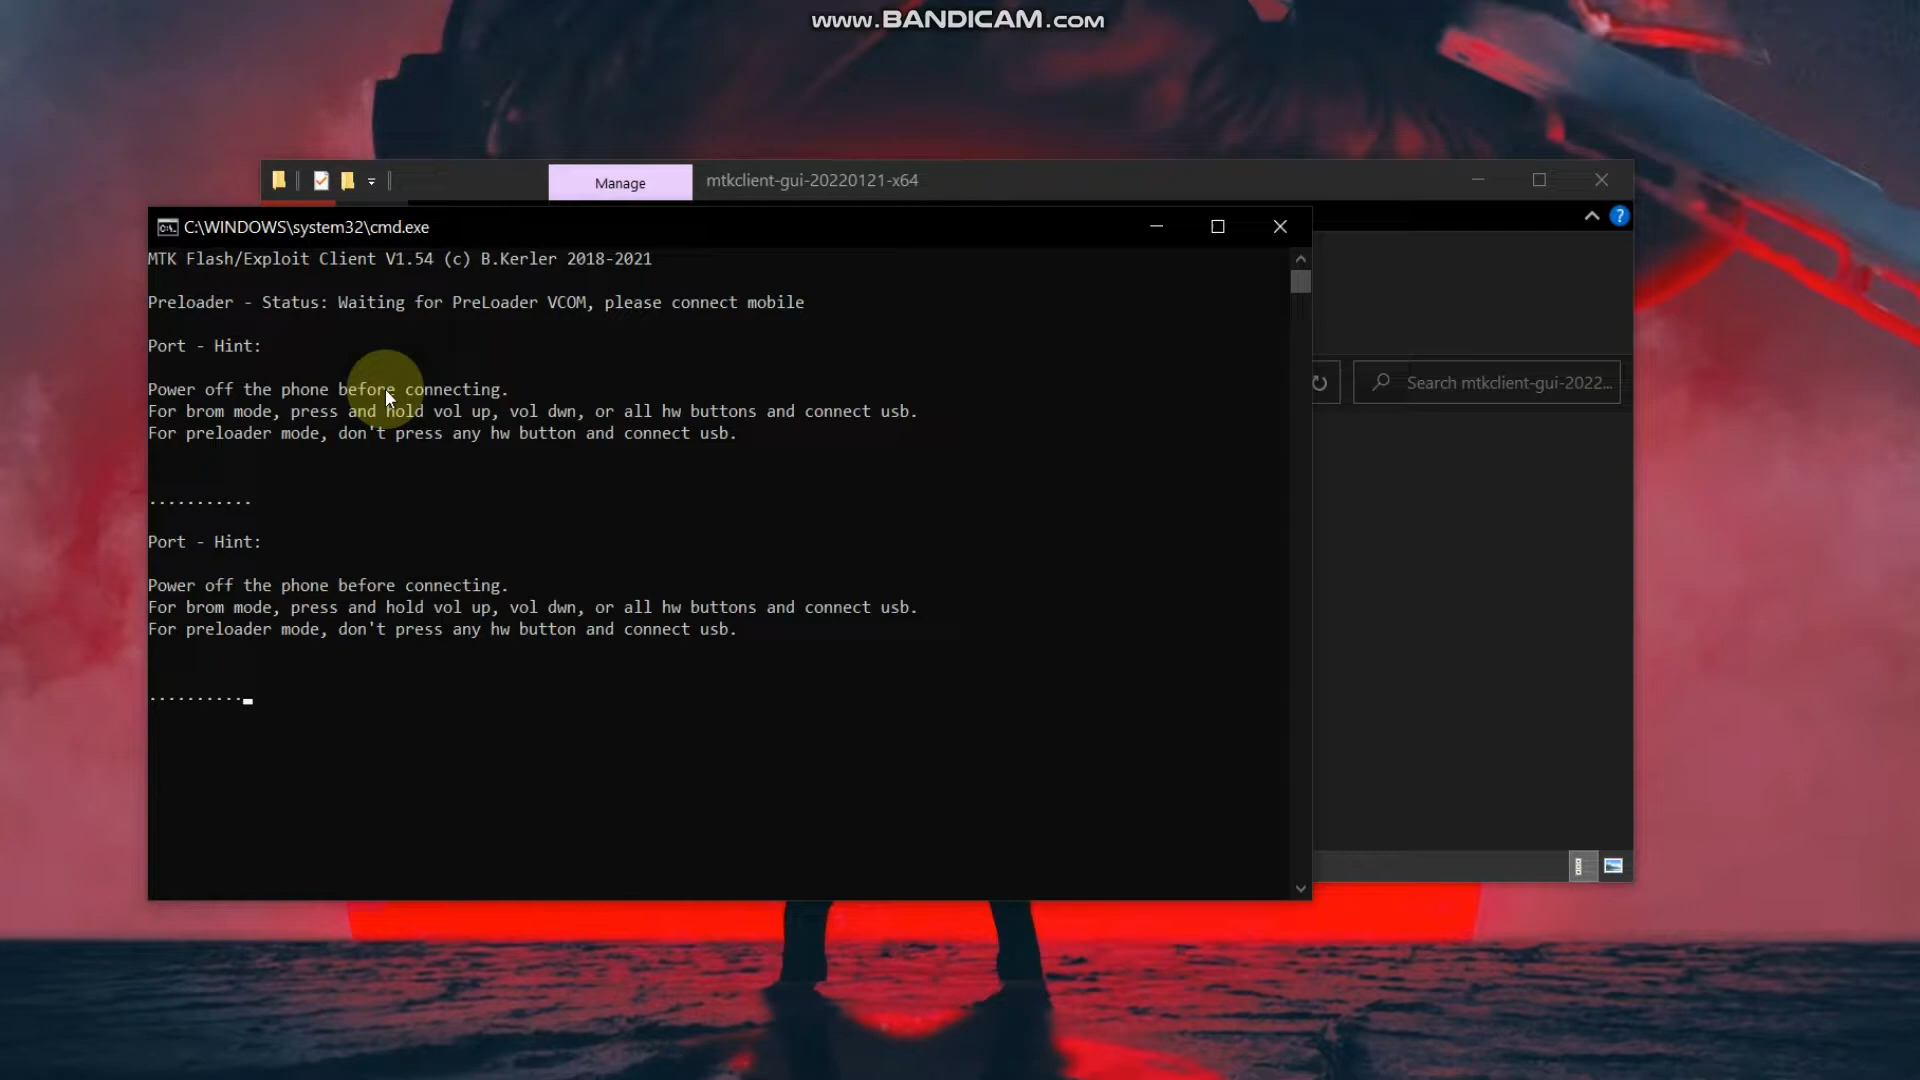 www.BANDICAM.com
Manage
mtkclient-gui-20220121-x64
C:\WINDOWS\system32\cmd.exe
MTK Flash/Exploit Client V1.54 (c) B.Kerler 2018-2021
Preloader - Status: Waiting for PreLoader VCOM, please connect mobile
Port - Hint:
Power off the phone before connecting.
For brom mode, press and hold vol up, vol dwn, or all hw buttons and connect usb.
For preloader mode, don't press any hw button and connect usb.
...........
Port - Hint:
Power off the phone before connecting.
For brom mode, press and hold vol up, vol dwn, or all hw buttons and connect usb.
For preloader mode, don't press any hw button and connect usb.
..........
Search mtkclient-gui-2022...